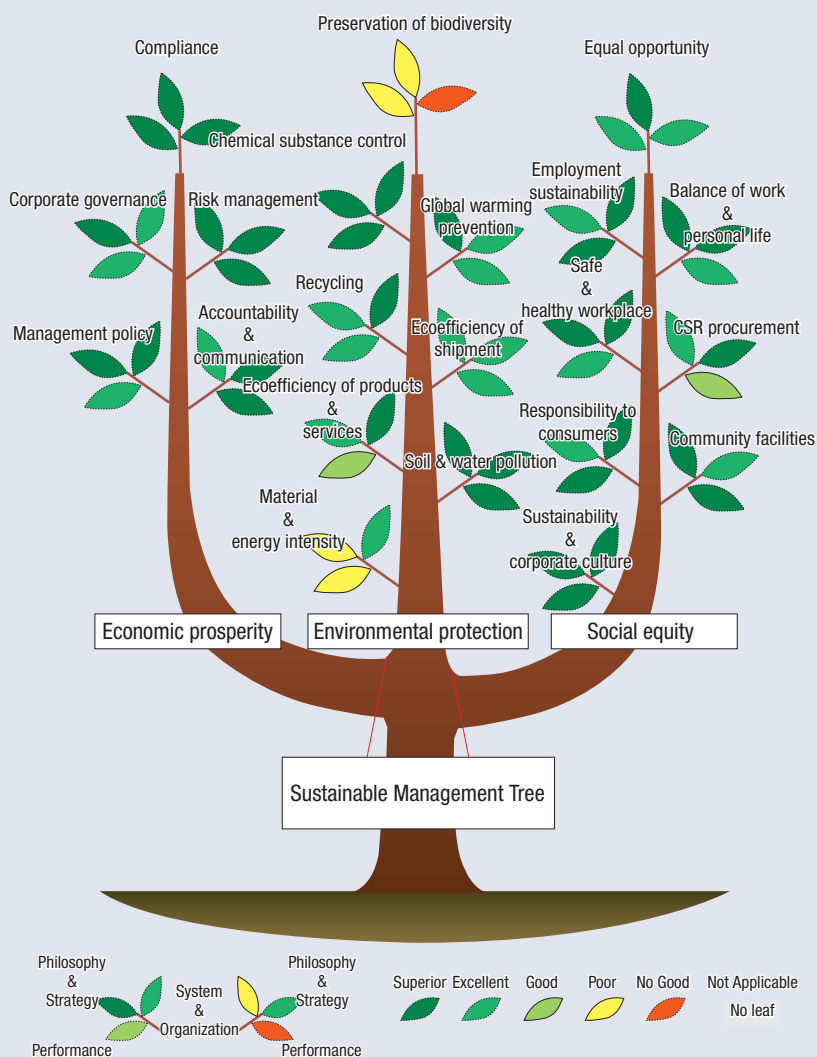 Preservation of biodiversity
Compliance
Equal opportunity
Chemical substance control
Employment
sustainability
Corporate governance
Risk management
Global warming
prevention
Balance of work
&
personal life
Recycling
Safe
&
healthy workplace
Management policy
Accountability
&
communication
Ecoefficiency of
shipment
CSR procurement
Ecoefficiency of products
&
services
Responsibility to
consumers
Community facilities
Soil & water pollution
Material
&
energy intensity
Sustainability
&
corporate culture
Economic prosperity
Environmental protection
Social equity
Sustainable Management Tree
Philosophy
&
Strategy
System
&
Organization
Performance
Philosophy
&
Strategy
Performance
Superior
Excellent
Good
Poor
No Good
Not Applicable
No leaf